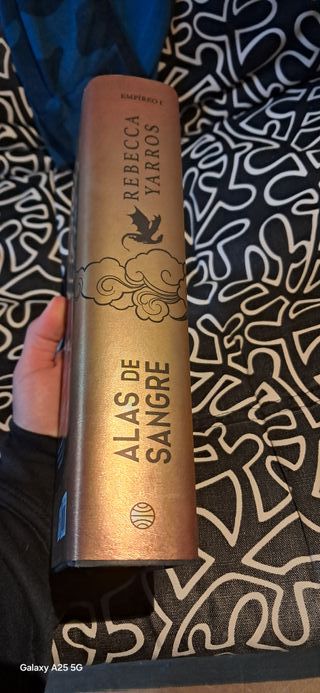 EMPÍREO I
REBECCA
YARROS
ALAS DE
SANGRE
Galaxy A25 5G